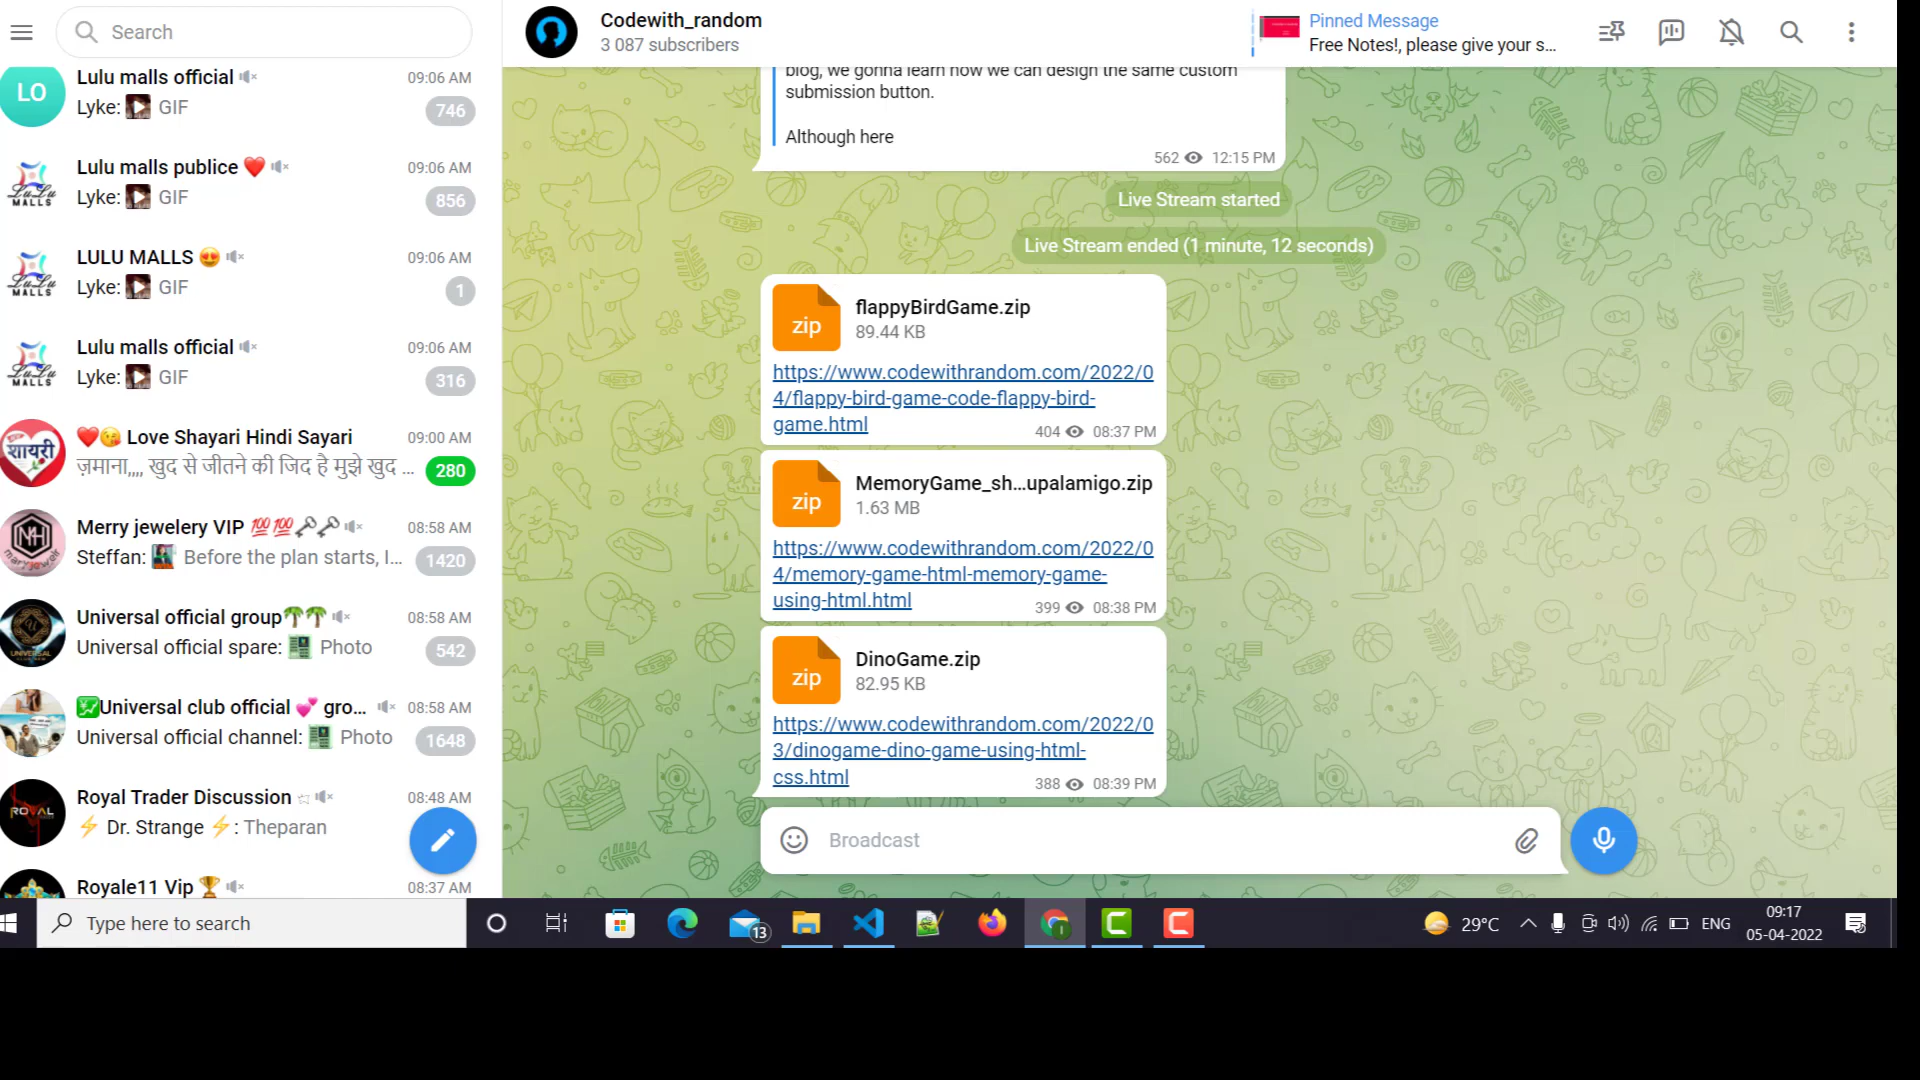 Search
LO
Lulu malls official
09:06 AM
Lyke: GIF
746
Lulu malls publice ❤️
09:06 AM
Lyke: GIF
856
LuLu
MALLS
LULU MALLS 😍
09:06 AM
Lyke: GIF
1
LuLu
MALLS
Lulu malls official
09:06 AM
Lyke: GIF
316
LuLu
MALLS
शायरी
❤️😘 Love Shayari Hindi Sayari
09:00 AM
ज़माना,,,, खुद से जीतने की जिद है मुझे खुद ...
280
Merry jewelery VIP 💯💯🗝🗝
08:58 AM
Steffan: Before the plan starts, I...
1420
Universal official group🌴🌴
08:58 AM
Universal official spare: Photo
542
UNIVERSAL
💹Universal club official 💕 gro...
08:58 AM
Universal official channel: Photo
1648
Royal Trader Discussion
08:48 AM
⚡ Dr. Strange ⚡: Theparan
ROYAL
Royale11 Vip 🏆
08:37 AM
Codewith_random
3 087 subscribers
Pinned Message
Free Notes!, please give your s...
blog, we gonna learn how we can design the same custom
submission button.
Although here
562 12:15 PM
Live Stream started
Live Stream ended (1 minute, 12 seconds)
zip
flappyBirdGame.zip
89.44 KB
https://www.codewithrandom.com/2022/0
4/flappy-bird-game-code-flappy-bird-
game.html
404 08:37 PM
zip
MemoryGame_sh...upalamigo.zip
1.63 MB
https://www.codewithrandom.com/2022/0
4/memory-game-html-memory-game-
using-html.html
399 08:38 PM
zip
DinoGame.zip
82.95 KB
https://www.codewithrandom.com/2022/0
3/dinogame-dino-game-using-html-
css.html
388 08:39 PM
Broadcast
Type here to search
13
29°C
ENG
09:17
05-04-2022